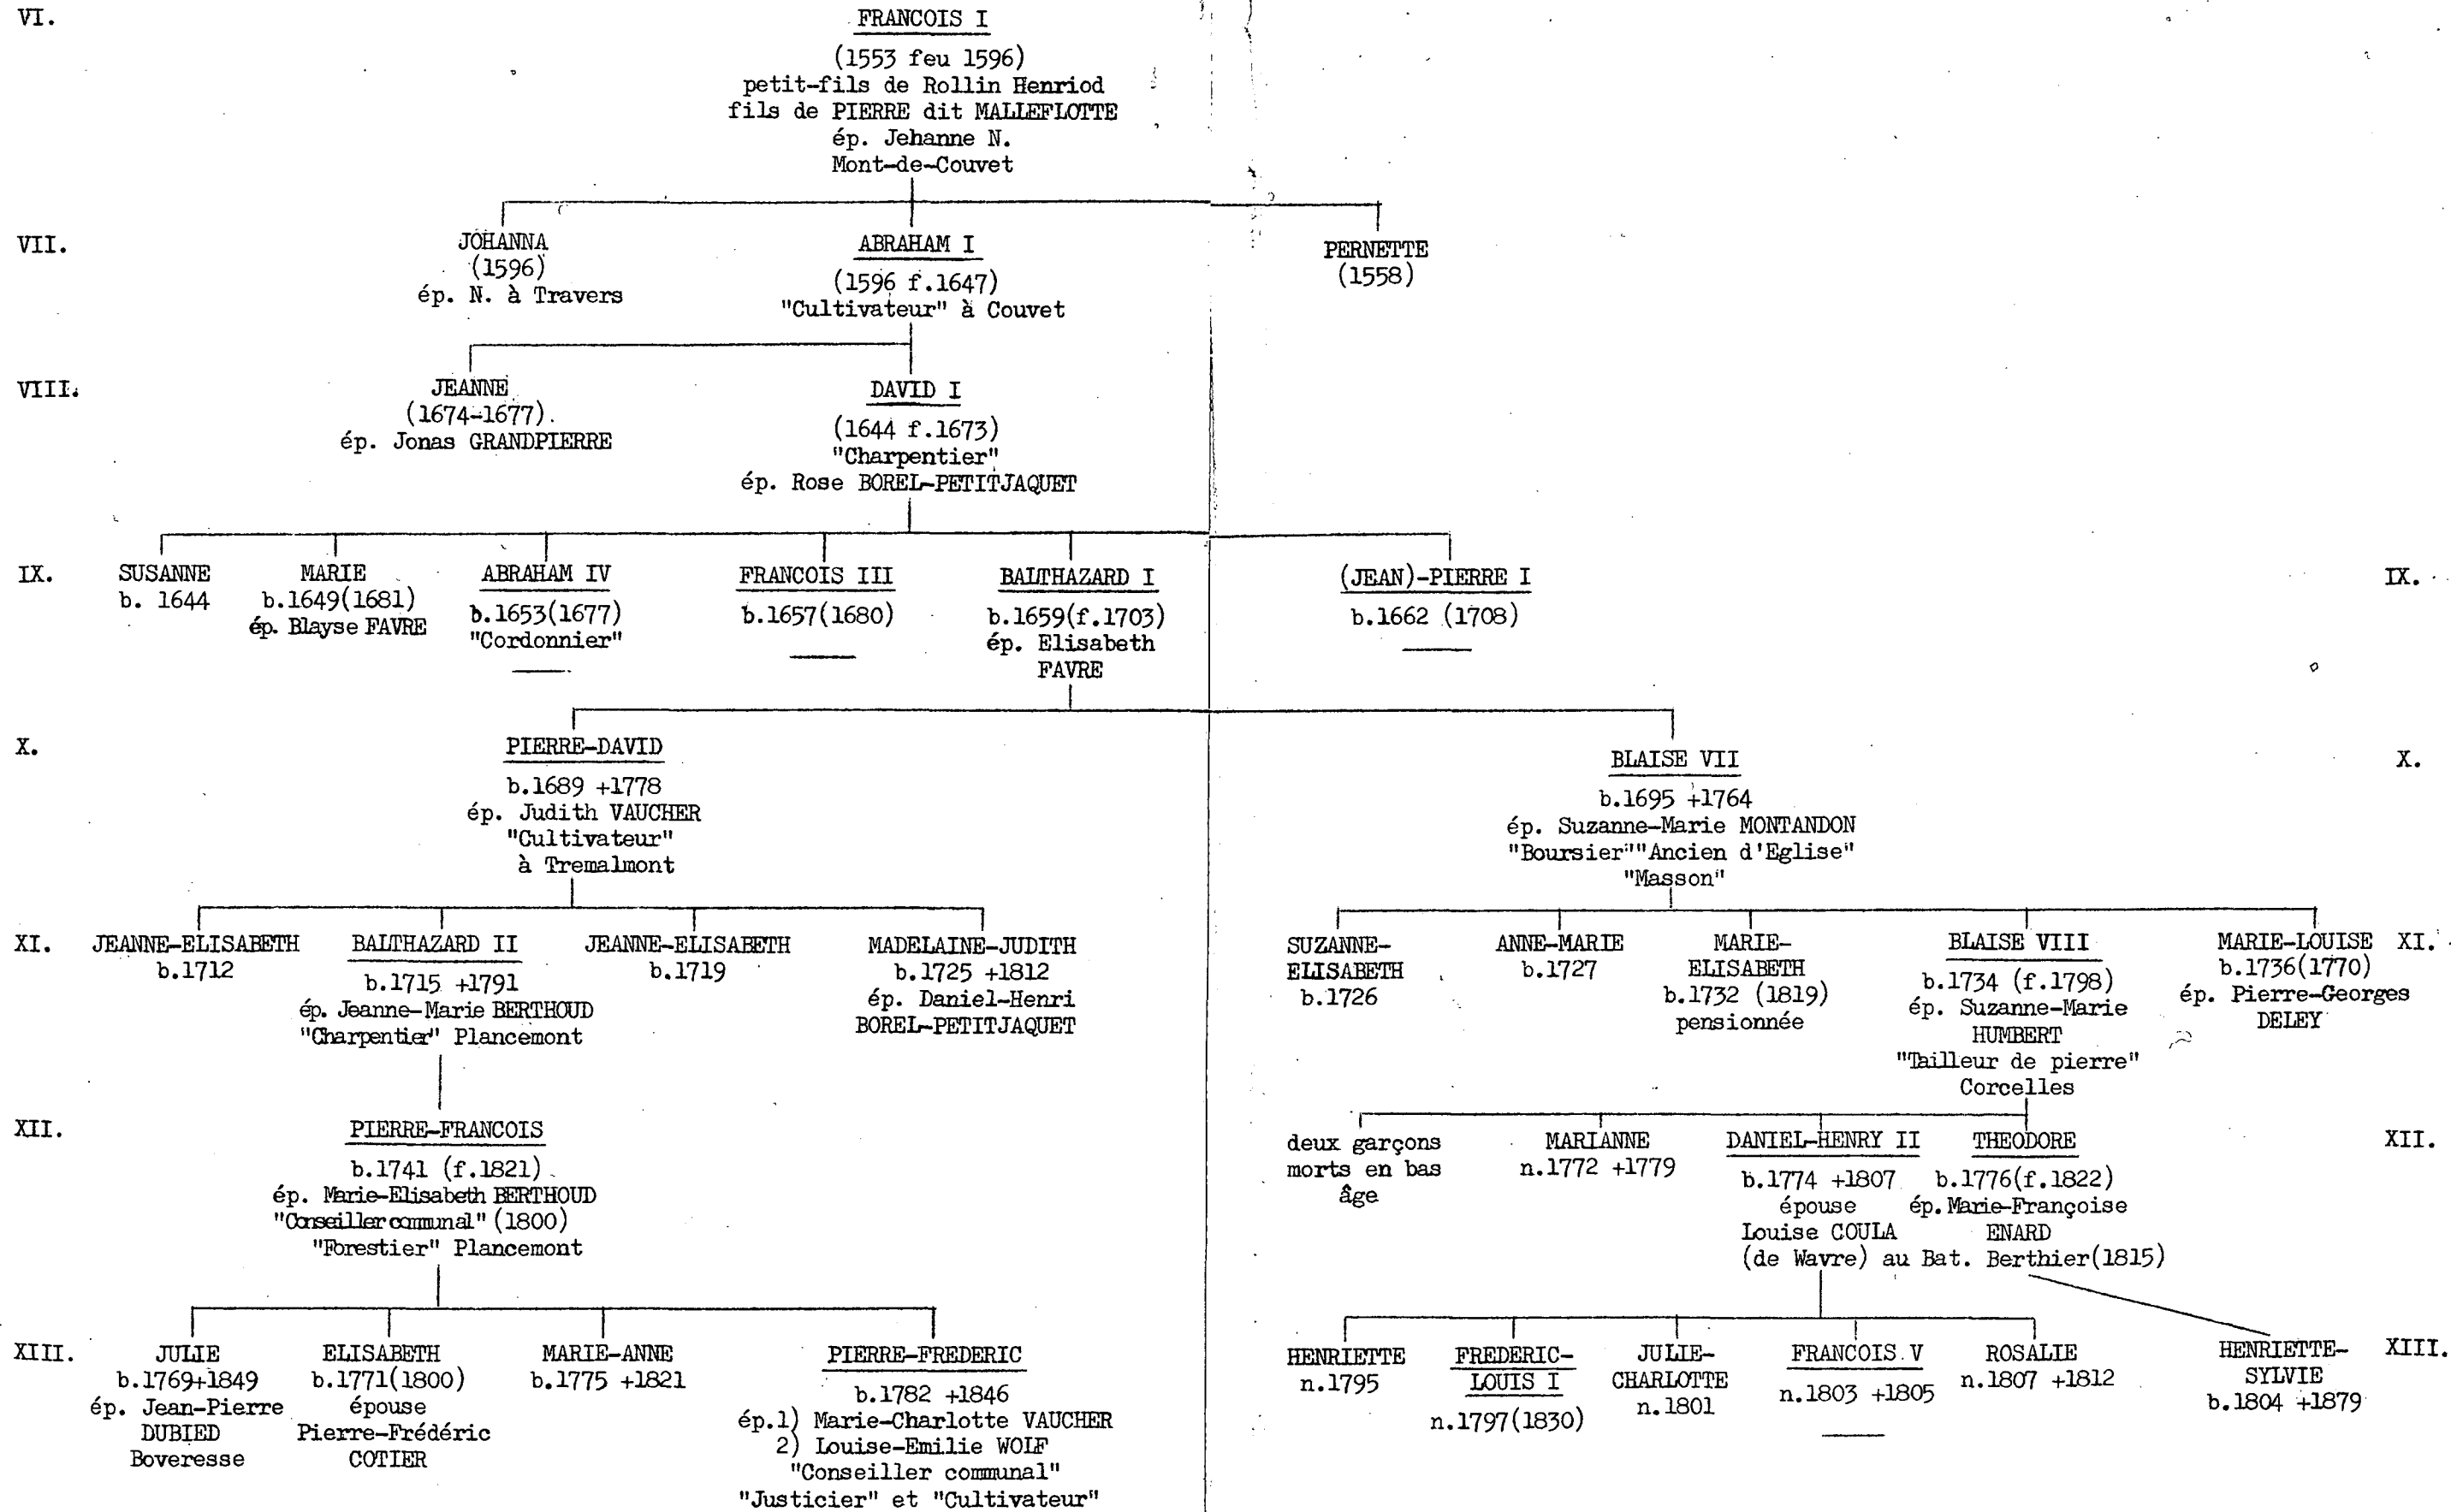 VI.
FRANCOIS I
(1553 feu 1596)
petit-fils de Rollin Henriod
fils de PIERRE dit MALLEFLOTTE
ép. Jehanne N.
Mont-de-Couvet
VII.
JOHANNA
(1596)
ép. N. à Travers
ABRAHAM I
(1596 f.1647)
"Cultivateur" à Couvet
PERNETTE
(1558)
VIII.
JEANNE
(1674-1677).
ép. Jonas GRANDPIERRE
DAVID I
(1644 f.1673)
"Charpentier"
ép. Rose BOREL-PETITJAQUET
IX.
SUSANNE
b. 1644
MARIE
b.1649(1681)
ép. Blayse FAVRE
ABRAHAM IV
b.1653(1677)
"Cordonnier"
FRANCOIS III
b.1657(1680)
BALTHAZARD I
b.1659(f.1703)
ép. Elisabeth
FAVRE
(JEAN)-PIERRE I
b.1662 (1708)
IX.
X.
PIERRE-DAVID
b.1689 +1778
ép. Judith VAUCHER
"Cultivateur"
à Tremalmont
BLAISE VII
b.1695 +1764
ép. Suzanne-Marie MONTANDON
"Boursier""Ancien d'Eglise"
"Masson"
X.
XI.
JEANNE-ELISABETH
b.1712
BALTHAZARD II
b.1715 +1791
ép. Jeanne-Marie BERTHOUD
"Charpentier" Plancemont
JEANNE-ELISABETH
b.1719
MADELAINE-JUDITH
b.1725 +1812
ép. Daniel-Henri
BOREL-PETITJAQUET
SUZANNE-
ELISABETH
b.1726
ANNE-MARIE
b.1727
MARIE-
ELISABETH
b.1732 (1819)
pensionnée
BLAISE VIII
b.1734 (f.1798)
ép. Suzanne-Marie
HUMBERT
"Tailleur de pierre"
Corcelles
MARIE-LOUISE
b.1736(1770)
ép. Pierre-Georges
DELEY
XI.
XII.
PIERRE-FRANCOIS
b.1741 (f.1821)
ép. Marie-Elisabeth BERTHOUD
"Conseiller communal" (1800)
"Forestier" Plancemont
deux garçons
morts en bas
âge
MARIANNE
n.1772 +1779
DANIEL-HENRY II
b.1774 +1807
épouse
Louise COULA
(de Wavre)
THEODORE
b.1776(f.1822)
ép. Marie-Françoise
ENARD
au Bat. Berthier(1815)
XII.
XIII.
JULIE
b.1769+1849
ép. Jean-Pierre
DUBIED
Boveresse
ELISABETH
b.1771(1800)
épouse
Pierre-Frédéric
COTIER
MARIE-ANNE
b.1775 +1821
PIERRE-FREDERIC
b.1782 +1846
ép.1) Marie-Charlotte VAUCHER
2) Louise-Emilie WOLF
"Conseiller communal"
"Justicier" et "Cultivateur"
HENRIETTE
n.1795
FREDERIC-
LOUIS I
n.1797(1830)
JULIE-
CHARLOTTE
n.1801
FRANCOIS V
n.1803 +1805
ROSALIE
n.1807 +1812
HENRIETTE-
SYLVIE
b.1804 +1879
XIII.